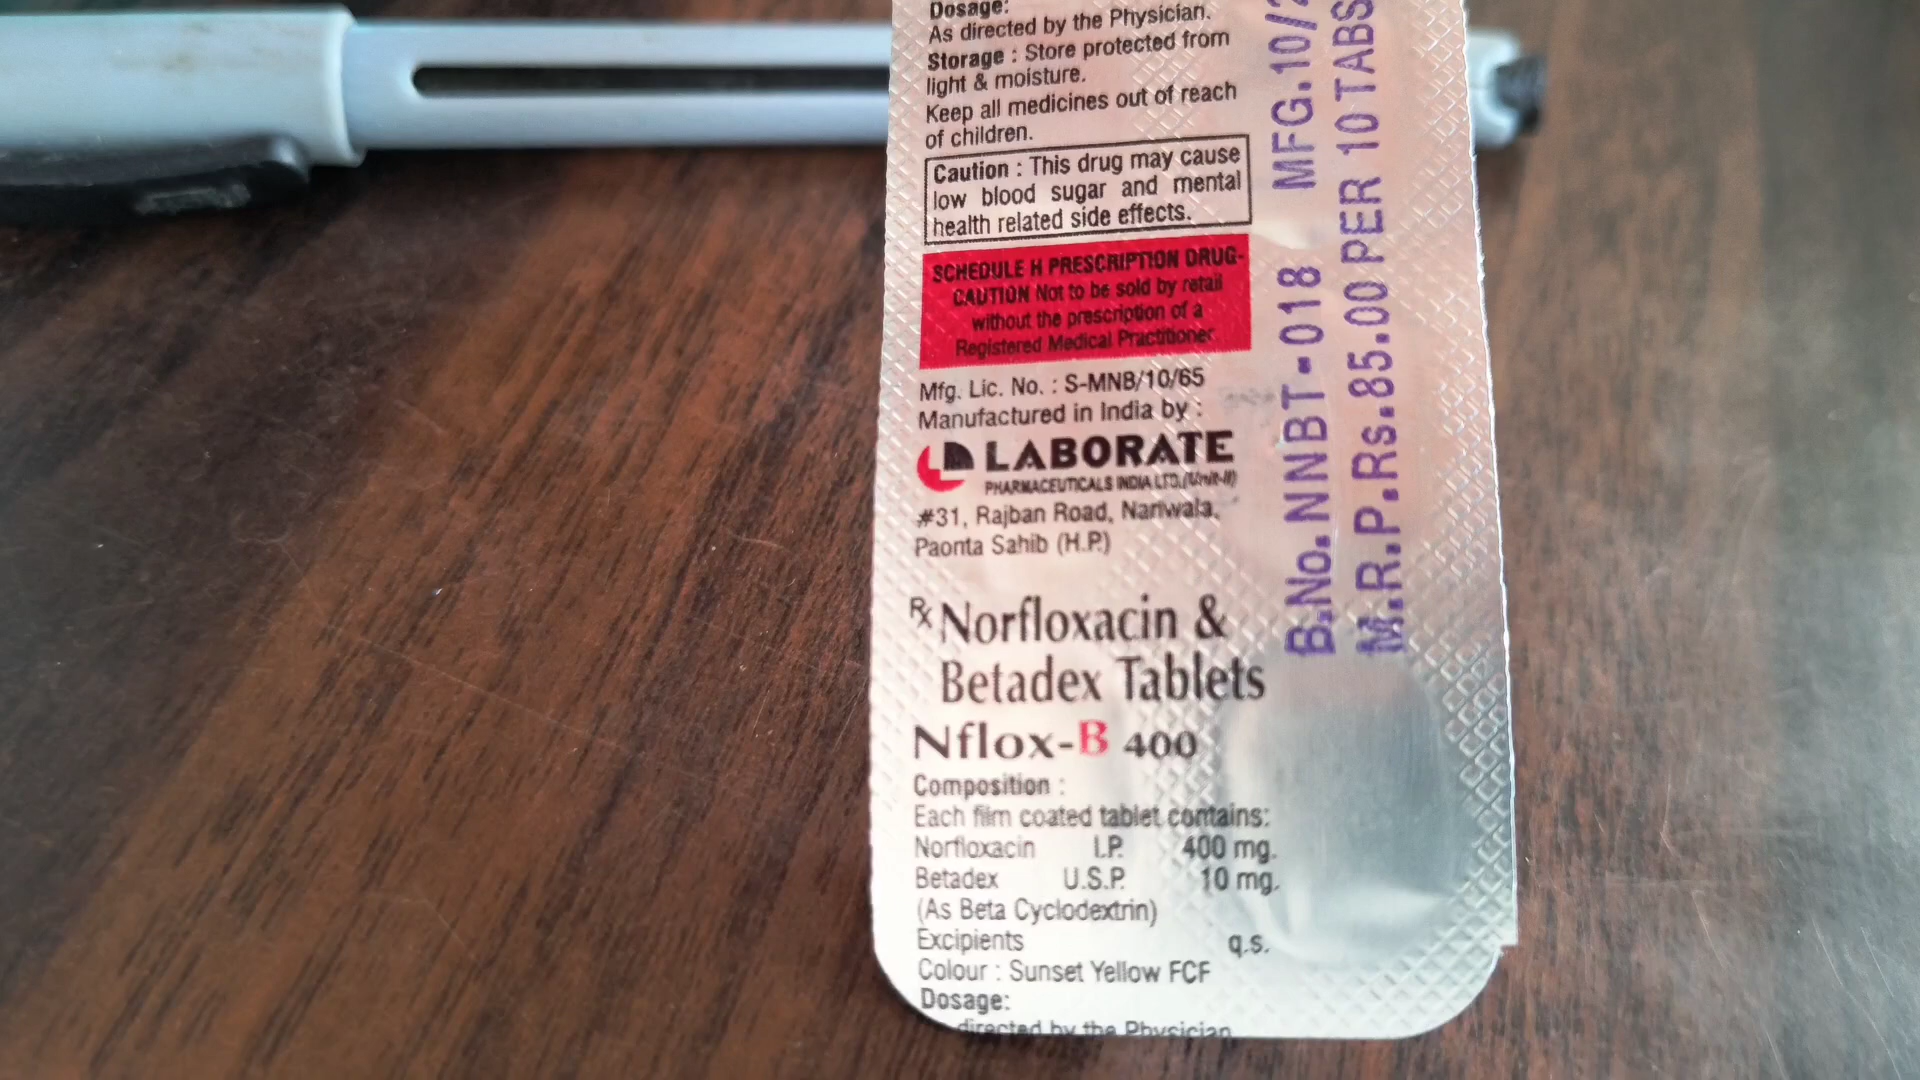 Dosage:
As directed by the Physician.
Storage : Store protected from
light & moisture.
Keep all medicines out of reach
of children.
Caution : This drug may cause
low blood sugar and mental
health related side effects.
SCHEDULE H PRESCRIPTION DRUG-
CAUTION Not to be sold by retail
without the prescription of a
Registered Medical Practitioner
Mfg. Lic. No. : S-MNB/10/65
Manufactured in India by :
LABORATE
PHARMACEUTICALS INDIA LTD.(Unit-II)
#31, Rajban Road, Nariwala,
Paonta Sahib (H.P.)
Rx Norfloxacin &
Betadex Tablets
Nflox-B 400
Composition :
Each film coated tablet contains:
Norfloxacin I.P. 400 mg.
Betadex U.S.P. 10 mg.
(As Beta Cyclodextrin)
Excipients q.s.
Colour : Sunset Yellow FCF
Dosage:
directed by the Physician
B.No.NNBT-018 MFG.10/
M.R.P.Rs.85.00 PER 10 TABS